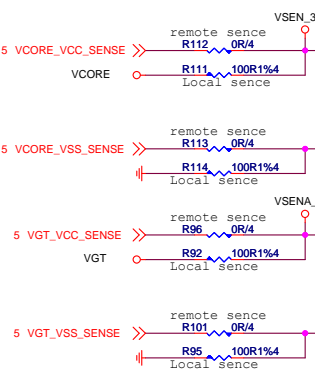 VSEN_3
remote sence
R112 0R/4
5 VCORE_VCC_SENSE
R111 100R1%4
VCORE
Local sence
remote sence
R113 0R/4
5 VCORE_VSS_SENSE
R114 100R1%4
Local sence
VSENA_
remote sence
R96 0R/4
5 VGT_VCC_SENSE
R92 100R1%4
VGT
Local sence
remote sence
R101 0R/4
5 VGT_VSS_SENSE
R95 100R1%4
Local sence